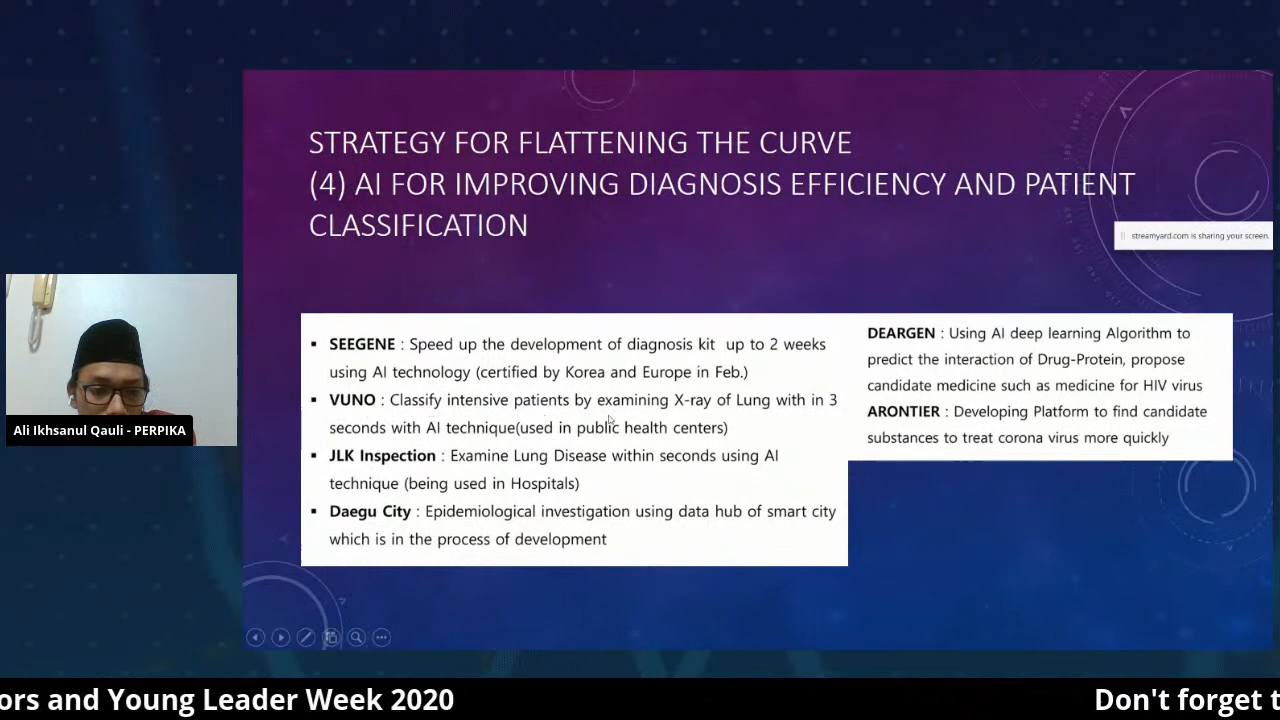 STRATEGY FOR FLATTENING THE CURVE
(4) AI FOR IMPROVING DIAGNOSIS EFFICIENCY AND PATIENT
CLASSIFICATION
streamyard.com is sharing your screen.
▪ SEEGENE : Speed up the development of diagnosis kit up to 2 weeks
using AI technology (certified by Korea and Europe in Feb.)
▪ VUNO : Classify intensive patients by examining X-ray of Lung with in 3
seconds with AI technique(used in public health centers)
▪ JLK Inspection : Examine Lung Disease within seconds using AI
technique (being used in Hospitals)
▪ Daegu City : Epidemiological investigation using data hub of smart city
which is in the process of development
DEARGEN : Using AI deep learning Algorithm to
predict the interaction of Drug-Protein, propose
candidate medicine such as medicine for HIV virus
ARONTIER : Developing Platform to find candidate
substances to treat corona virus more quickly
Ali Ikhsanul Qauli - PERPIKA
ors and Young Leader Week 2020
Don't forget t